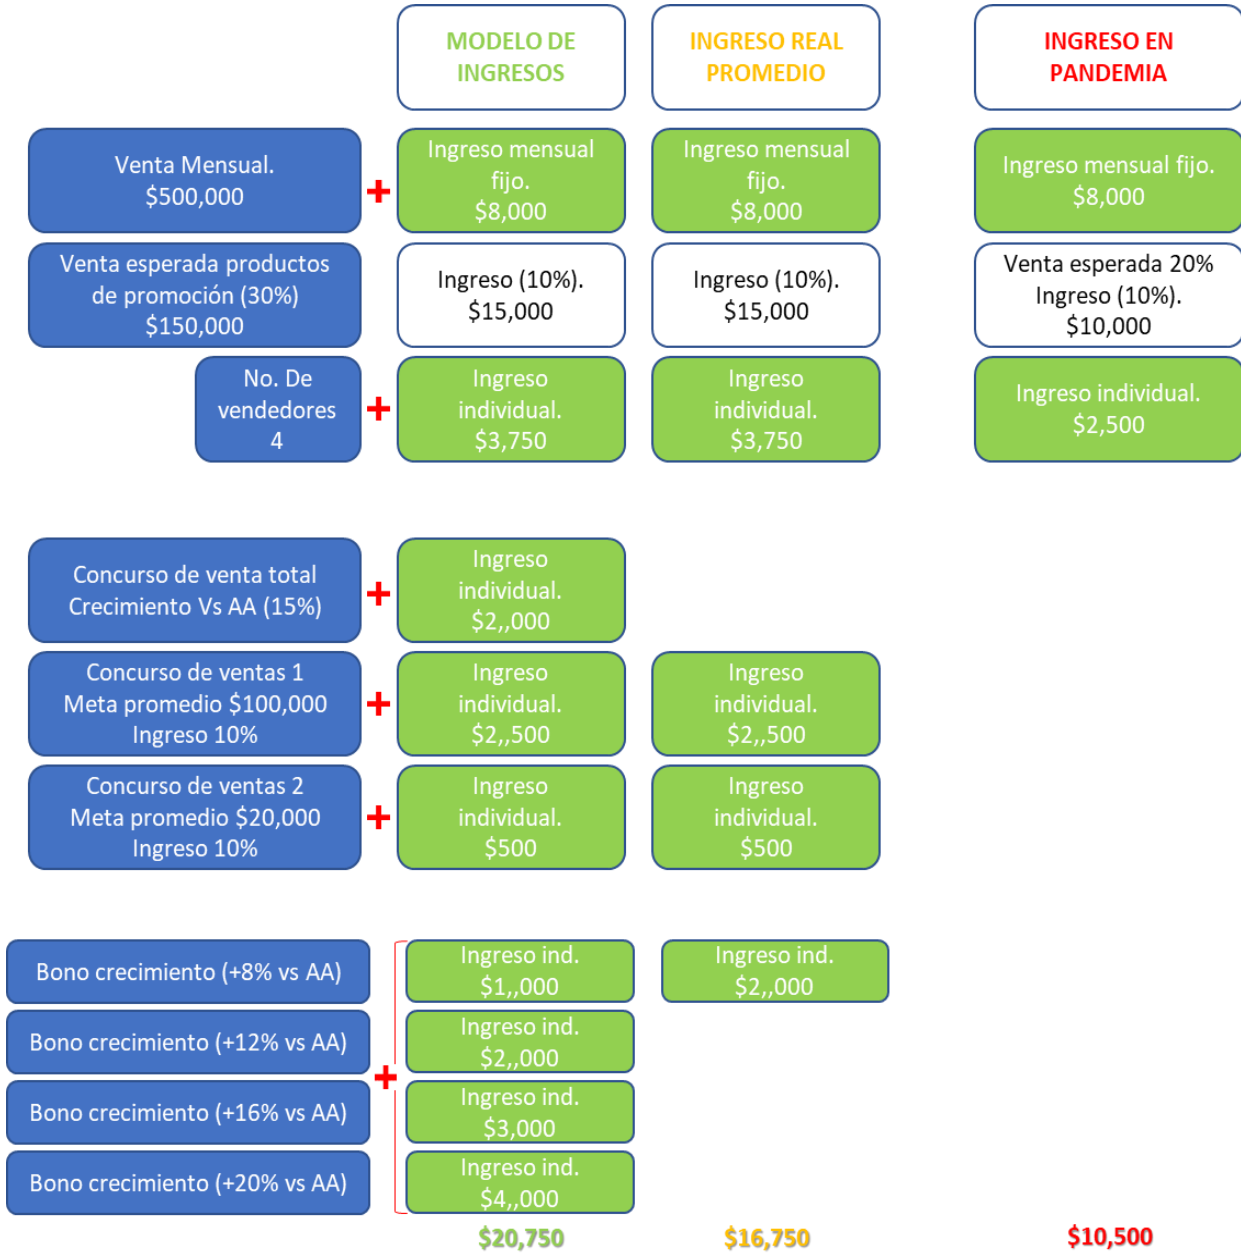 MODELO DE
INGRESOS
INGRESO REAL
PROMEDIO
INGRESO EN
PANDEMIA
Venta Mensual.
$500,000
+
Ingreso mensual
fijo.
$8,000
Ingreso mensual
fijo.
$8,000
Ingreso mensual fijo.
$8,000
Venta esperada productos
de promoción (30%)
$150,000
Ingreso (10%).
$15,000
Ingreso (10%).
$15,000
Venta esperada 20%
Ingreso (10%).
$10,000
No. De
vendedores
4
+
Ingreso
individual.
$3,750
Ingreso
individual.
$3,750
Ingreso individual.
$2,500
Concurso de venta total
Crecimiento Vs AA (15%)
+
Ingreso
individual.
$2,,000
Concurso de ventas 1
Meta promedio $100,000
Ingreso 10%
+
Ingreso
individual.
$2,,500
Ingreso
individual.
$2,,500
Concurso de ventas 2
Meta promedio $20,000
Ingreso 10%
+
Ingreso
individual.
$500
Ingreso
individual.
$500
Bono crecimiento (+8% vs AA)
Ingreso ind.
$1,,000
Ingreso ind.
$2,,000
Bono crecimiento (+12% vs AA)
Ingreso ind.
$2,,000
+
Bono crecimiento (+16% vs AA)
Ingreso ind.
$3,000
Bono crecimiento (+20% vs AA)
Ingreso ind.
$4,,000
$20,750
$16,750
$10,500